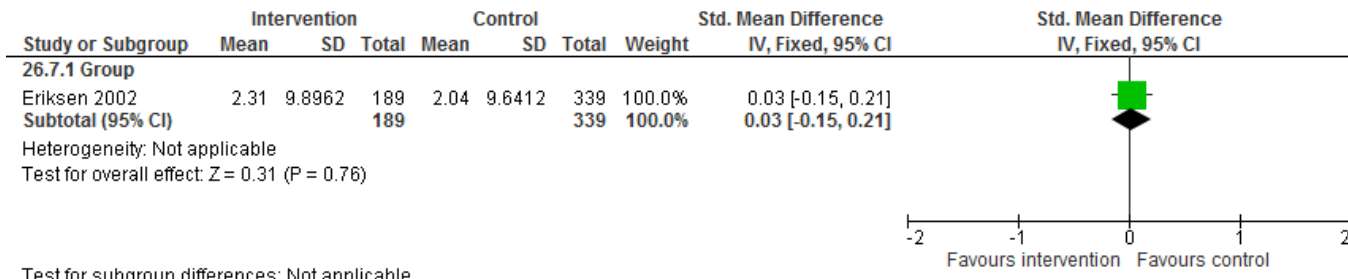 Intervention Control Std. Mean Difference Std. Mean Difference
Study or Subgroup Mean SD Total Mean SD Total Weight IV, Fixed, 95% CI IV, Fixed, 95% CI
26.7.1 Group
Eriksen 2002 2.31 9.8962 189 2.04 9.6412 339 100.0% 0.03 [-0.15, 0.21]
Subtotal (95% CI) 189 339 100.0% 0.03 [-0.15, 0.21]
Heterogeneity: Not applicable
Test for overall effect: Z = 0.31 (P = 0.76)
-2 -1 0 1 2
Favours intervention Favours control
Test for subgroup differences: Not applicable